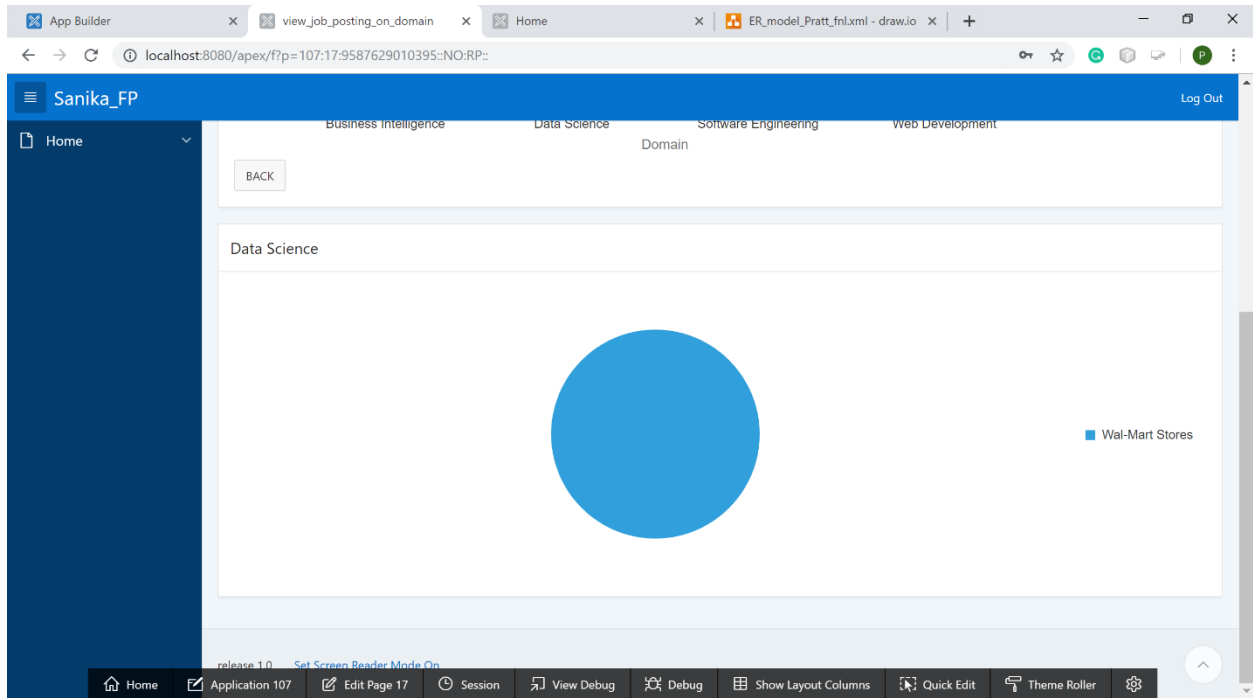 App Builder
view_job_posting_on_domain
Home
ER_model_Pratt_fnl.xml - draw.io
localhost:8080/apex/f?p=107:17:9587629010395::NO:RP::
P
Sanika_FP
Log Out
Home
Business Intelligence
Data Science
Software Engineering
Web Development
Domain
BACK
Data Science
Wal-Mart Stores
release 1.0
Set Screen Reader Mode On
Home
Application 107
Edit Page 17
Session
View Debug
Debug
Show Layout Columns
Quick Edit
Theme Roller